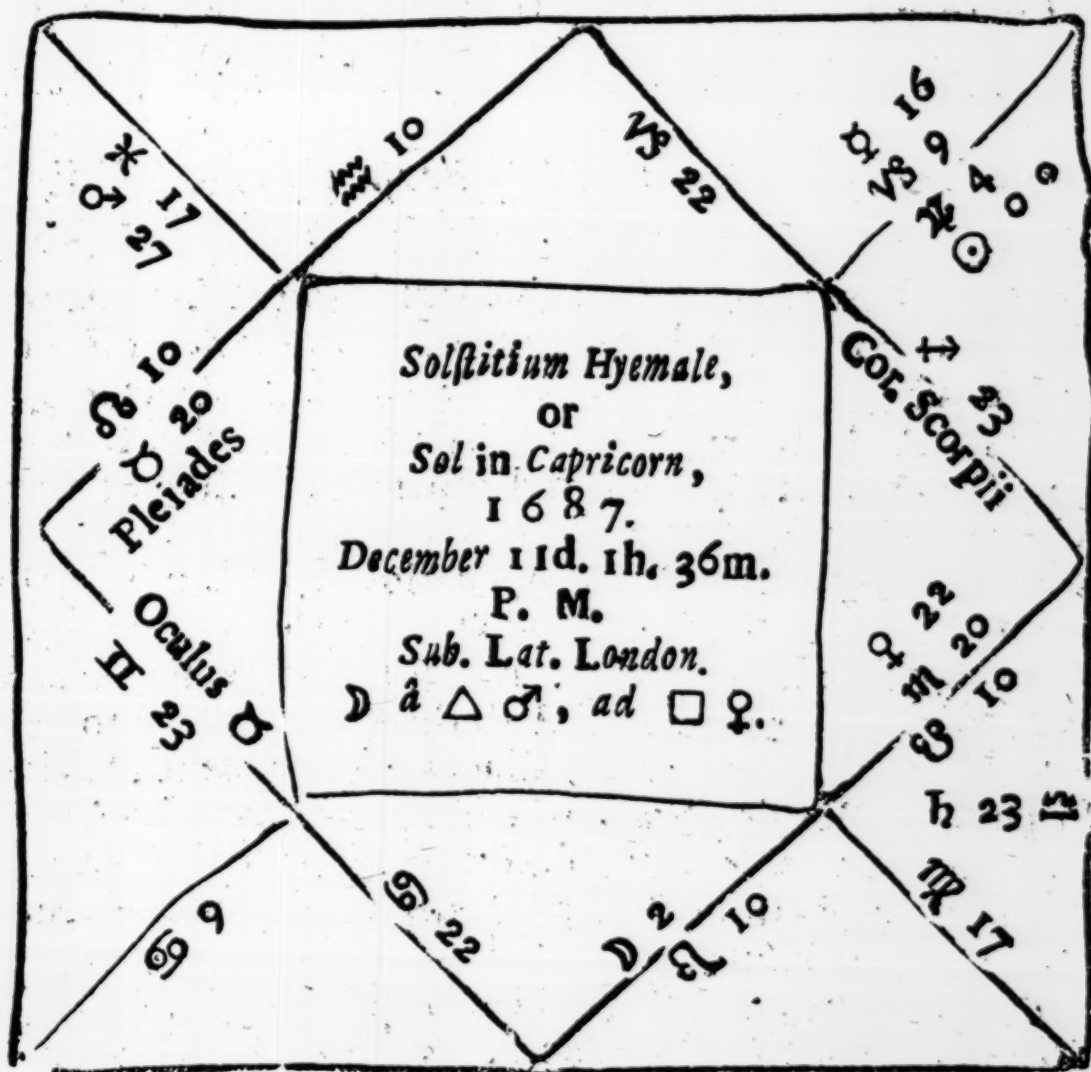 ♓ 17
♂ 27
♒ 10
♑ 22
☿ 16
♑ 9
♃ 4
☉ 0 0
☊ 10
♉ 20
Pleiades
Cor. Scorpii
♐ 23
Solſtitium Hyemale,
or
Sol in Capricorn,
1687.
December 11d. 1h. 36m.
P. M.
Sub. Lat. London.
☽ â △ ♂, ad □ ♀.
Oculus ♉
♊ 23
♀ 22
♏ 20
☋ 10
♄ 23 ♎
♋ 9
♋ 22
☽ 2
♌ 10
♍ 17